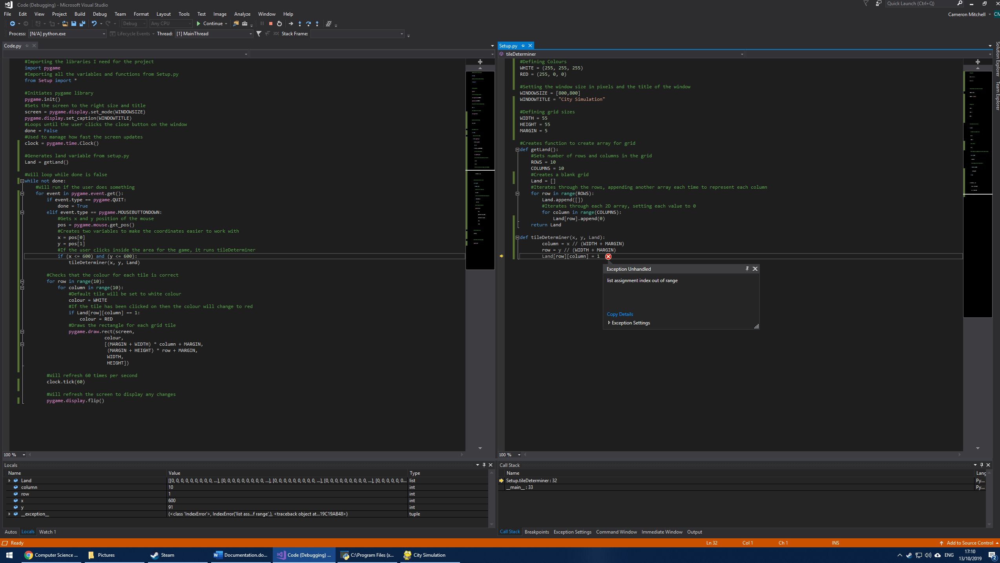 Code (Debugging) - Microsoft Visual Studio
Quick Launch (Ctrl+Q)
File Edit View Project Build Debug Team Format Layout Tools Test Image Analyze Window Help
Cameron Mitchell CM
Debug Any CPU Continue
Process: [N/A] python.exe Lifecycle Events Thread: [1] MainThread Stack Frame:
Code.py
#Importing the libraries I need for the project
import pygame
#Importing all the variables and functions from Setup.py
from Setup import *
#Initiates pygame library
pygame.init()
#Sets the screen to the right size and title
screen = pygame.display.set_mode(WINDOWSIZE)
pygame.display.set_caption(WINDOWTITLE)
#Loops until the user clicks the close button on the window
done = False
#Used to manage how fast the screen updates
clock = pygame.time.Clock()
#Generates land variable from setup.py
Land = getLand()
#Will loop while done is false
while not done:
#Will run if the user does something
for event in pygame.event.get():
if event.type == pygame.QUIT:
done = True
elif event.type == pygame.MOUSEBUTTONDOWN:
#Gets x and y position of the mouse
pos = pygame.mouse.get_pos()
#Creates two variables to make the coordinates easier to work with
x = pos[0]
y = pos[1]
#If the user clicks inside the area for the game, it runs tileDeterminer
if (x <= 600) and (y <= 600):
tileDeterminer(x, y, Land)
#Checks that the colour for each tile is correct
for row in range(10):
for column in range(10):
#Default tile will be set to white colour
colour = WHITE
#If the tile has been clicked on then the colour will change to red
if Land[row][column] == 1:
colour = RED
#Draws the rectangle for each grid tile
pygame.draw.rect(screen,
colour,
[(MARGIN + WIDTH) * column + MARGIN,
(MARGIN + HEIGHT) * row + MARGIN,
WIDTH,
HEIGHT])
#Will refresh 60 times per second
clock.tick(60)
#Will refresh the screen to display any changes
pygame.display.flip()
100 %
Setup.py
tileDeterminer
#Defining Colours
WHITE = (255, 255, 255)
RED = (255, 0, 0)
#Setting the window size in pixels and the title of the window
WINDOWSIZE = [800,800]
WINDOWTITLE = "City Simulation"
#Defining grid sizes
WIDTH = 55
HEIGHT = 55
MARGIN = 5
#Creates function to create array for grid
def getLand():
#Sets number of rows and columns in the grid
ROWS = 10
COLUMNS = 10
#Creates a blank grid
Land = []
#Iterates through the rows, appending another array each time to represent each column
for row in range(ROWS):
Land.append([])
#Iterates through each 2D array, setting each value to 0
for column in range(COLUMNS):
Land[row].append(0)
return Land
def tileDeterminer(x, y, Land):
column = x // (WIDTH + MARGIN)
row = y // (WIDTH + MARGIN)
Land[row][column] = 1
Exception Unhandled
list assignment index out of range
Copy Details
Exception Settings
100 %
Solution Explorer
Team Explorer
Locals
Name Value Type
Land [[0, 0, 0, 0, 0, 0, 0, 0, 0, ...], [0, 0, 0, 0, 0, 0, 0, 0, 0, ...], [0, 0, 0, 0, 0, 0, 0, 0, 0, ...], [0, 0, 0, 0, 0, 0, 0, 0, 0, ...], [0, 0, 0, 0, 0, 0... list
column 10 int
row 1 int
x 600 int
y 91 int
__exception__ (<class 'IndexError'>, IndexError('list ass...f range',), <traceback object at...19C19AB48>) tuple
Autos Locals Watch 1
Call Stack
Name Lang
Setup.tileDeterminer : 32 Py...
__main__ : 33 Py...
Call Stack Breakpoints Exception Settings Command Window Immediate Window Output
Ready Ln 32 Col 1 Ch 1 INS Add to Source Control
Computer Science ... Pictures Steam Documentation.do... Code (Debugging) ... C:\Program Files (x... City Simulation
ENG 17:10
13/10/2019
2